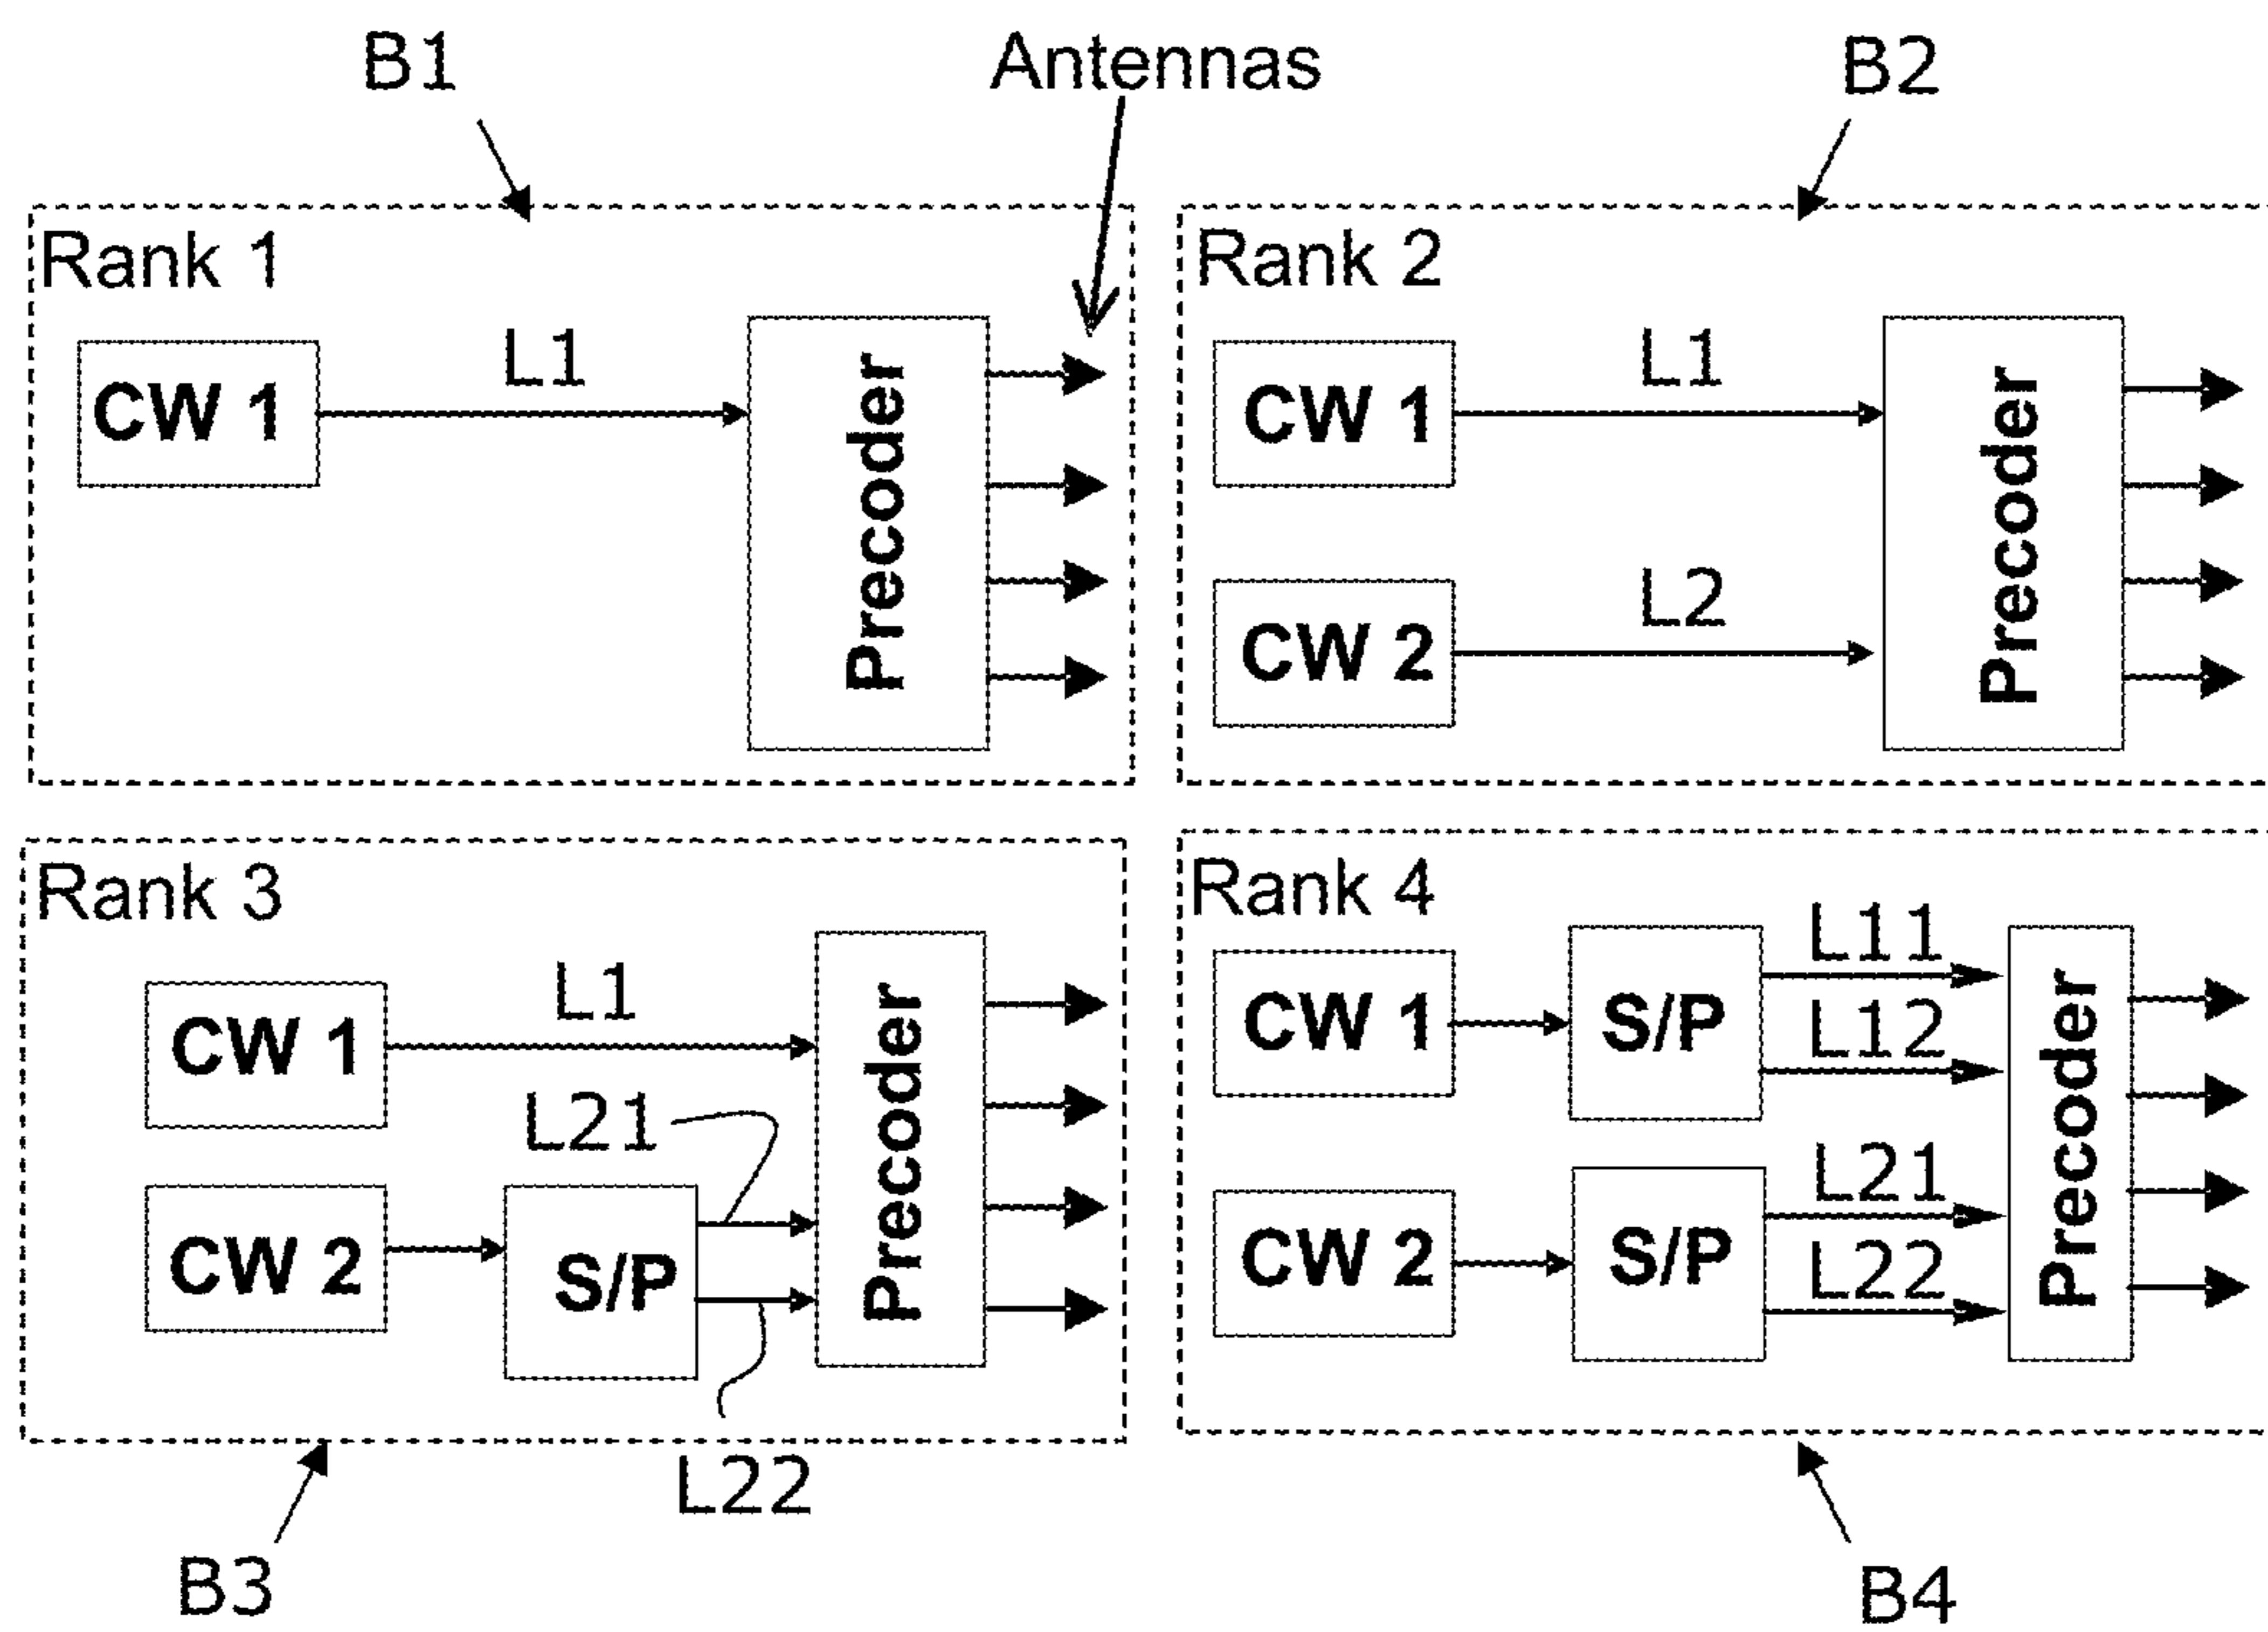 B1
Antennas
B2
Rank 1
CW 1
L1
Precoder
Rank 2
CW 1
L1
CW 2
L2
Precoder
Rank 3
CW 1
L1
L21
CW 2
S/P
Precoder
L22
Rank 4
CW 1
S/P
L11
L12
CW 2
S/P
L21
L22
Precoder
B3
B4